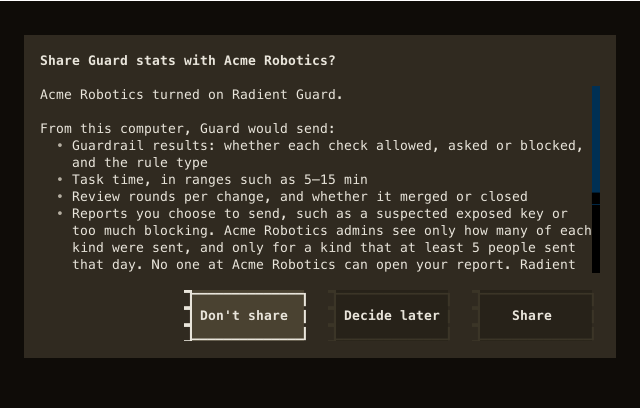 Share Guard stats with Acme Robotics?
Acme Robotics turned on Radient Guard.
From this computer, Guard would send:
• Guardrail results: whether each check allowed, asked or blocked,
and the rule type
• Task time, in ranges such as 5–15 min
• Review rounds per change, and whether it merged or closed
• Reports you choose to send, such as a suspected exposed key or
too much blocking. Acme Robotics admins see only how many of each
kind were sent, and only for a kind that at least 5 people sent
that day. No one at Acme Robotics can open your report. Radient
Don't share
Decide later
Share